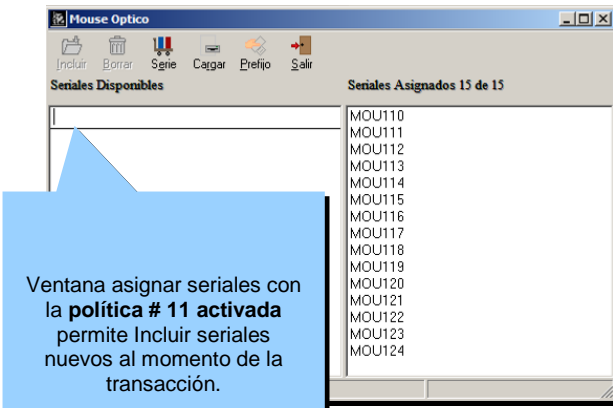 Mouse Optico
Incluir Borrar Serie Cargar Prefijo Salir
Seriales Disponibles
Seriales Asignados 15 de 15
MOU110
MOU111
MOU112
MOU113
MOU114
MOU115
MOU116
MOU117
MOU118
MOU119
MOU120
MOU121
MOU122
MOU123
MOU124
Ventana asignar seriales con
la política # 11 activada
permite Incluir seriales
nuevos al momento de la
transacción.